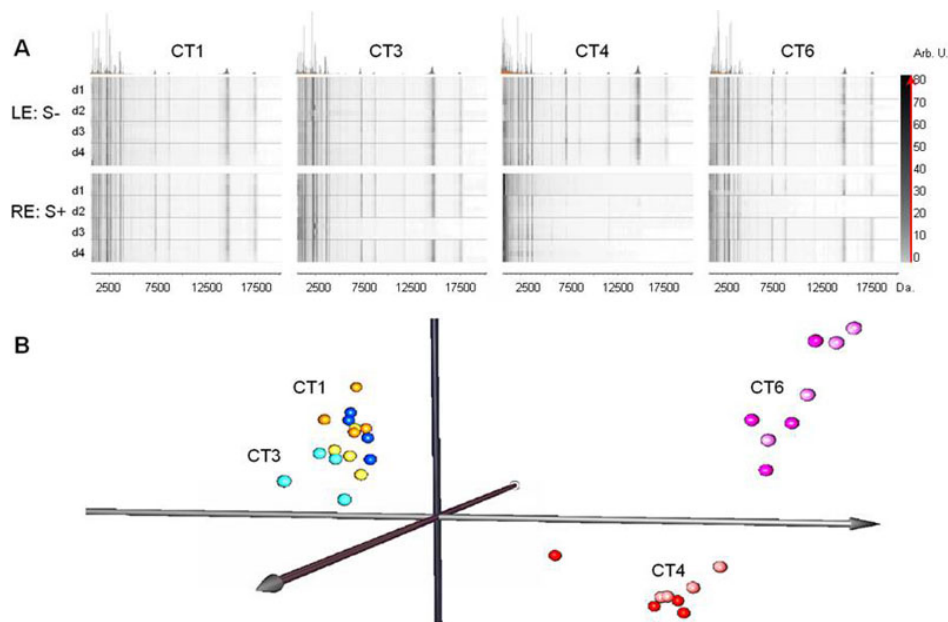 A
CT1 CT3 CT4 CT6 Arb. U.
80
70
60
50
40
30
20
10
0
LE: S-
d1
d2
d3
d4
RE: S+
d1
d2
d3
d4
2500 7500 12500 17500 2500 7500 12500 17500 2500 7500 12500 17500 2500 7500 12500 17500 Da.
B
CT1
CT6
CT3
CT4